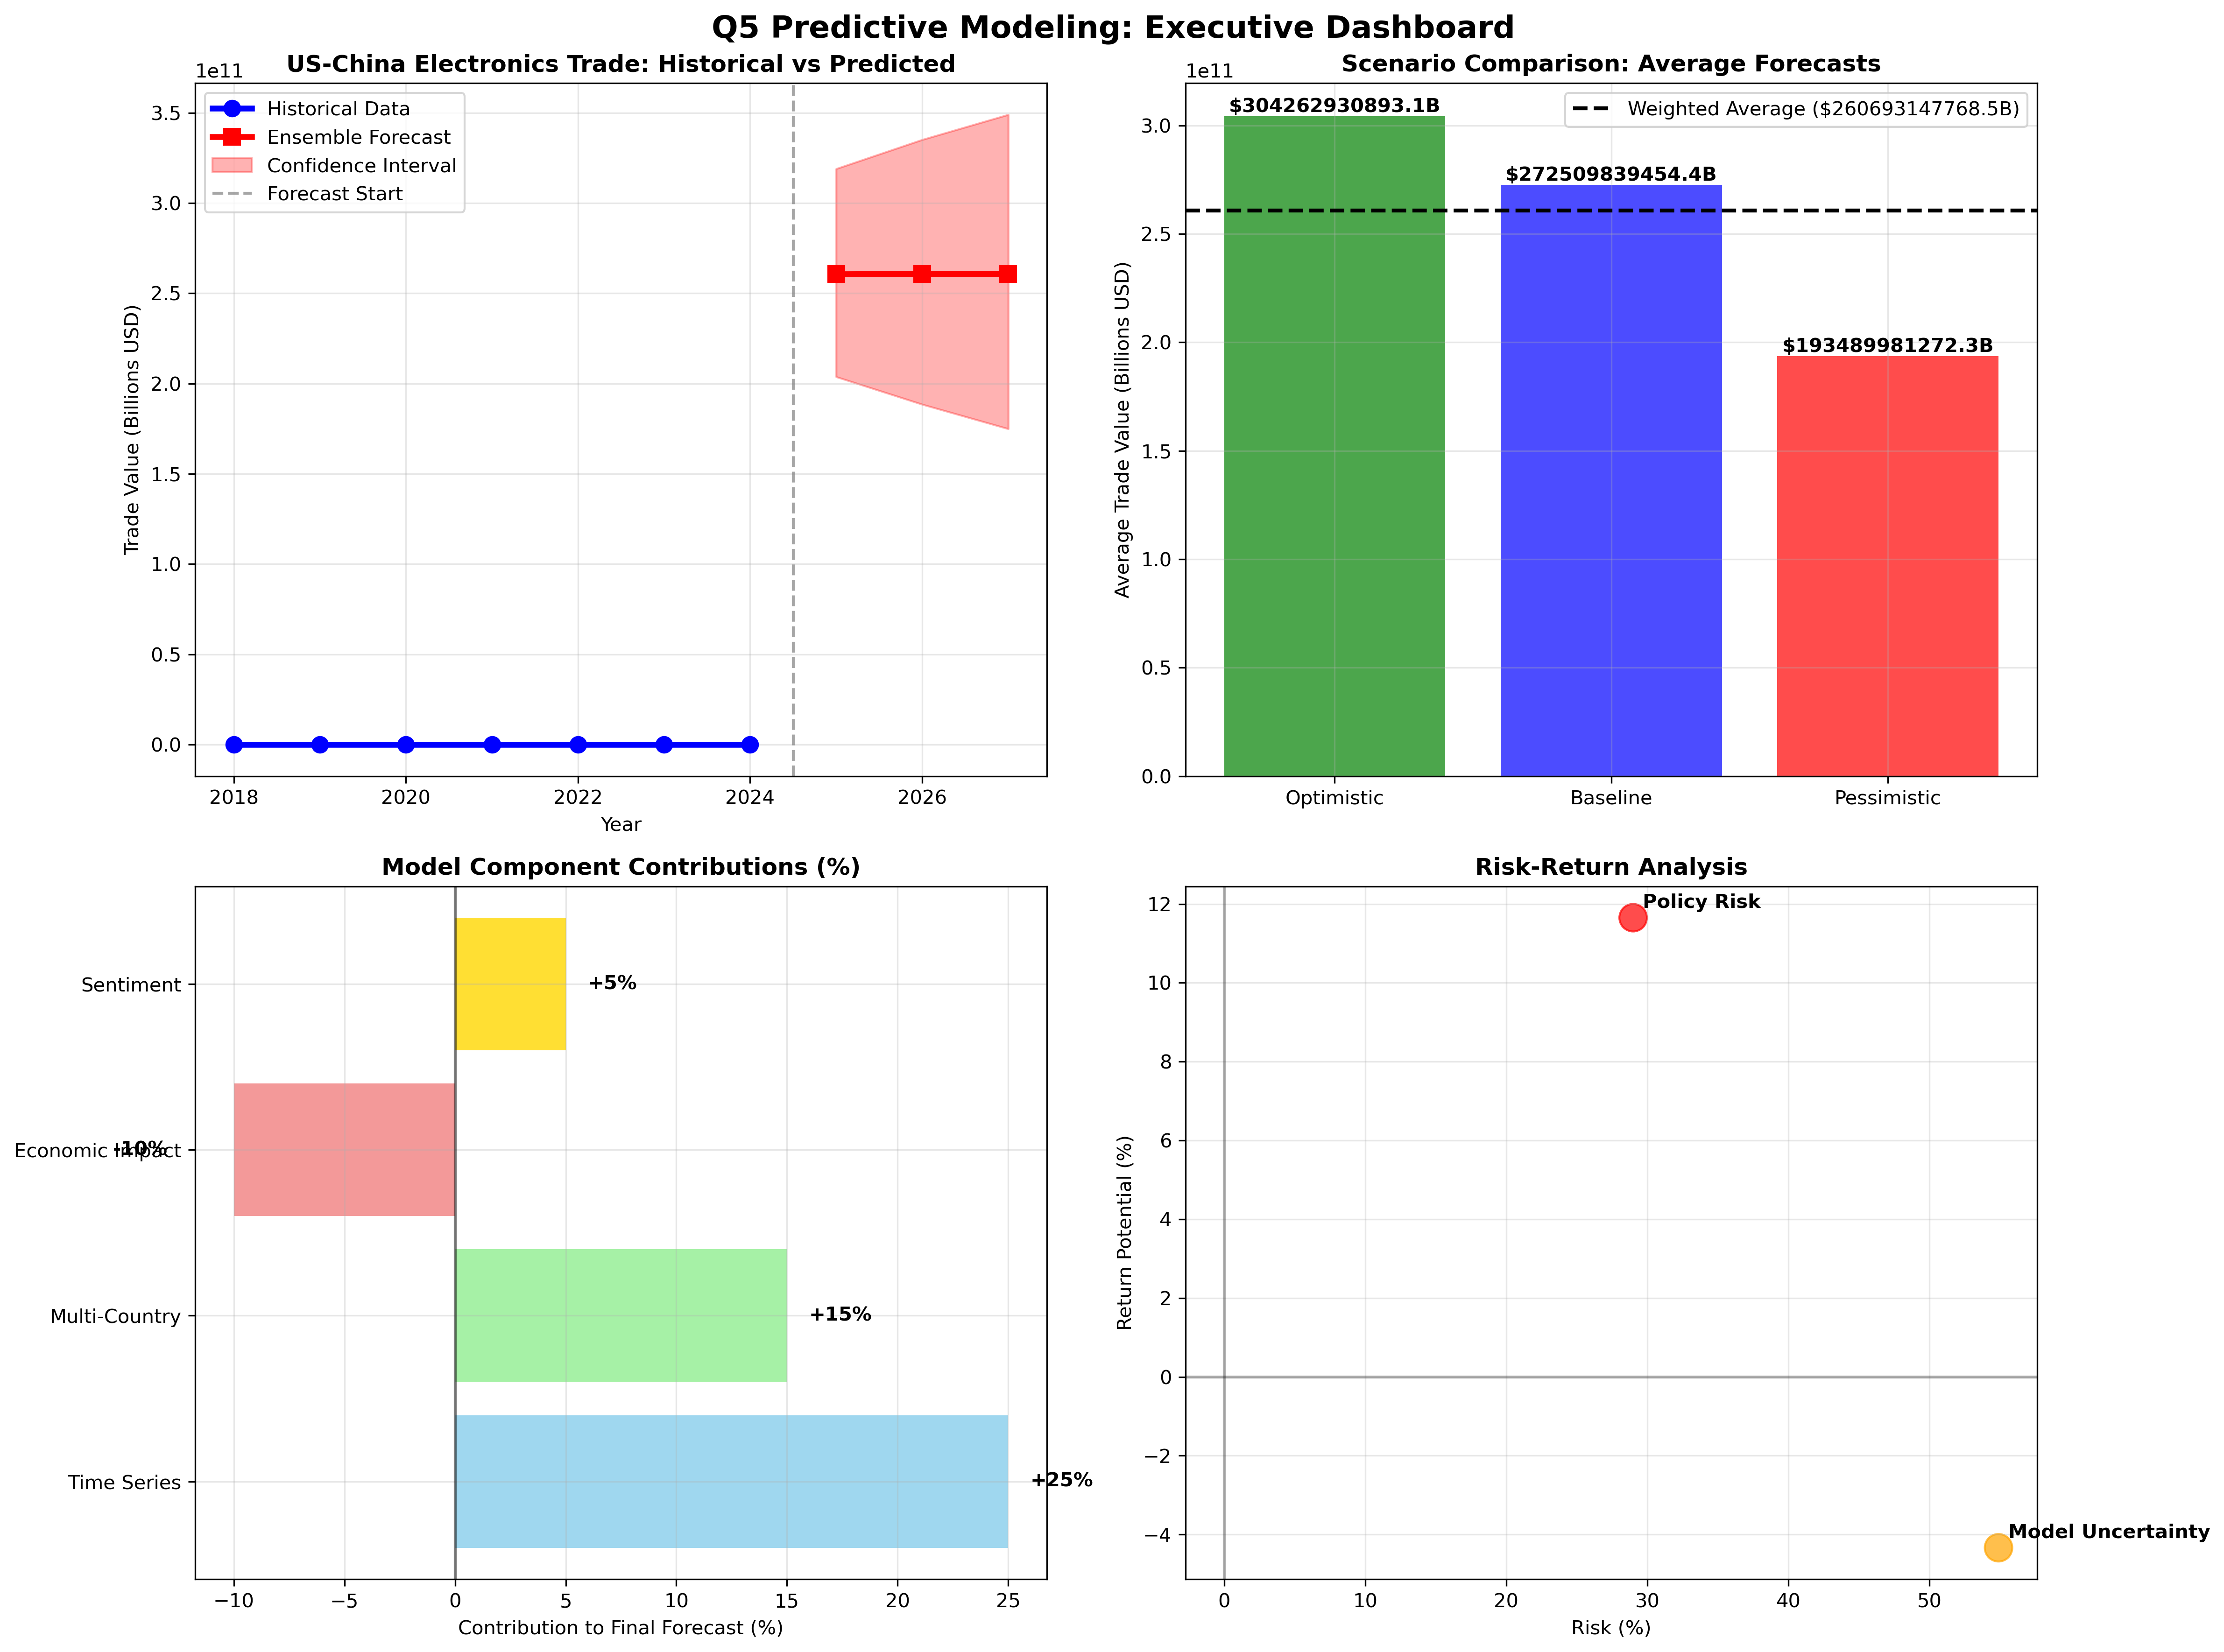 Q5 Predictive Modeling: Executive Dashboard
US-China Electronics Trade: Historical vs Predicted
1e11
Historical Data
Ensemble Forecast
Confidence Interval
Forecast Start
3.5
3.0
2.5
2.0
1.5
1.0
0.5
0.0
Trade Value (Billions USD)
2018
2020
2022
2024
2026
Year
Scenario Comparison: Average Forecasts
1e11
Weighted Average ($260693147768.5B)
$304262930893.1B
$272509839454.4B
$193489981272.3B
3.0
2.5
2.0
1.5
1.0
0.5
0.0
Average Trade Value (Billions USD)
Optimistic
Baseline
Pessimistic
Model Component Contributions (%)
Sentiment
+5%
Economic Impact
-10%
Multi-Country
+15%
Time Series
+25%
−10
−5
0
5
10
15
20
25
Contribution to Final Forecast (%)
Risk-Return Analysis
Policy Risk
Model Uncertainty
12
10
8
6
4
2
0
−2
−4
Return Potential (%)
0
10
20
30
40
50
Risk (%)